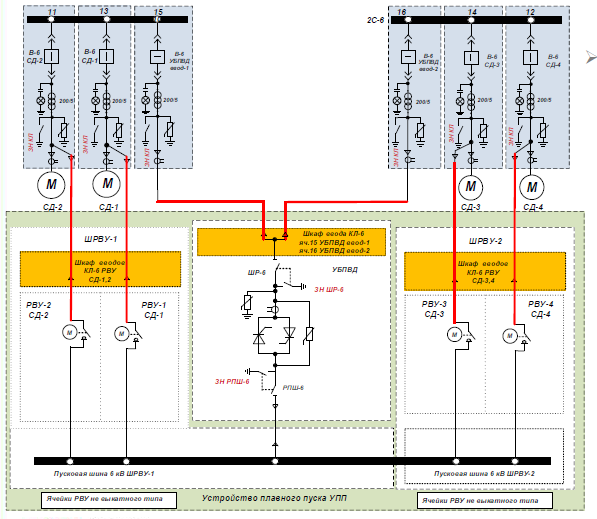 11
13
15
2С-6
16
14
12
В-6
СД-2
В-6
СД-1
В-6
УБПВД
ввод-1
В-6
УБПВД
ввод-2
В-6
СД-3
В-6
СД-4
200/5
200/5
200/5
200/5
200/5
200/5
ЗН КЛ
ЗН КЛ
ЗН КЛ
ЗН КЛ
ЗН КЛ
ЗН КЛ
М
М
М
М
СД-2
СД-1
СД-3
СД-4
ШРВУ-1
Шкаф вводов
КЛ-6 РВУ
СД-1,2
Шкаф ввода КЛ-6
яч.15 УБПВД ввод-1
яч.16 УБПВД ввод-2
ШРВУ-2
Шкаф вводов
КЛ-6 РВУ
СД-3,4
ШР-6
УБПВД
ЗН ШР-6
РВУ-2
СД-2
РВУ-1
СД-1
РВУ-3
СД-3
РВУ-4
СД-4
М
М
М
М
ЗН РПШ-6
РПШ-6
Пусковая шина 6 кВ ШРВУ-1
Пусковая шина 6 кВ ШРВУ-2
Ячейки РВУ не выкатного типа
Устройство плавного пуска УПП
Ячейки РВУ не выкатного типа